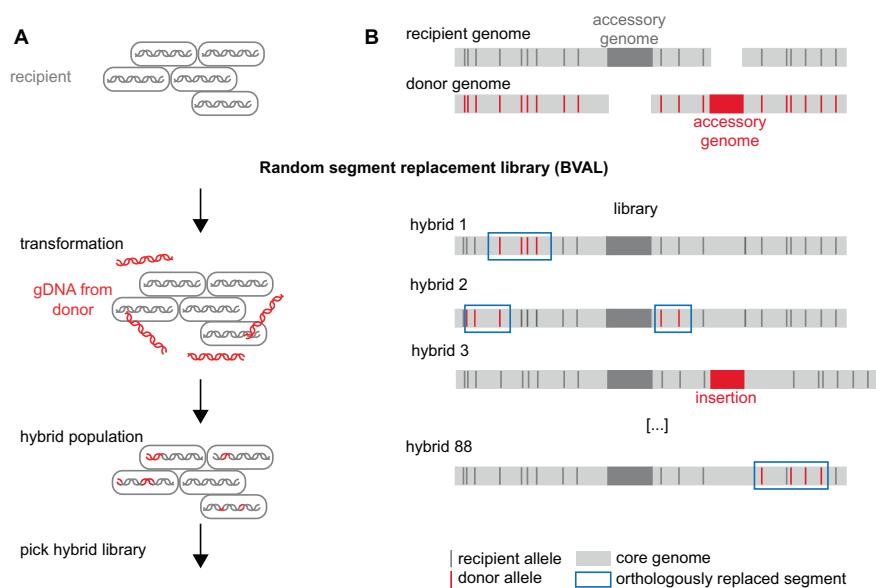 A
recipient
B
accessory
genome
recipient genome
donor genome
accessory
genome
Random segment replacement library (BVAL)
transformation
gDNA from
donor
hybrid population
pick hybrid library
library
hybrid 1
hybrid 2
hybrid 3
insertion
[...]
hybrid 88
recipient allele
core genome
donor allele
orthologously replaced segment